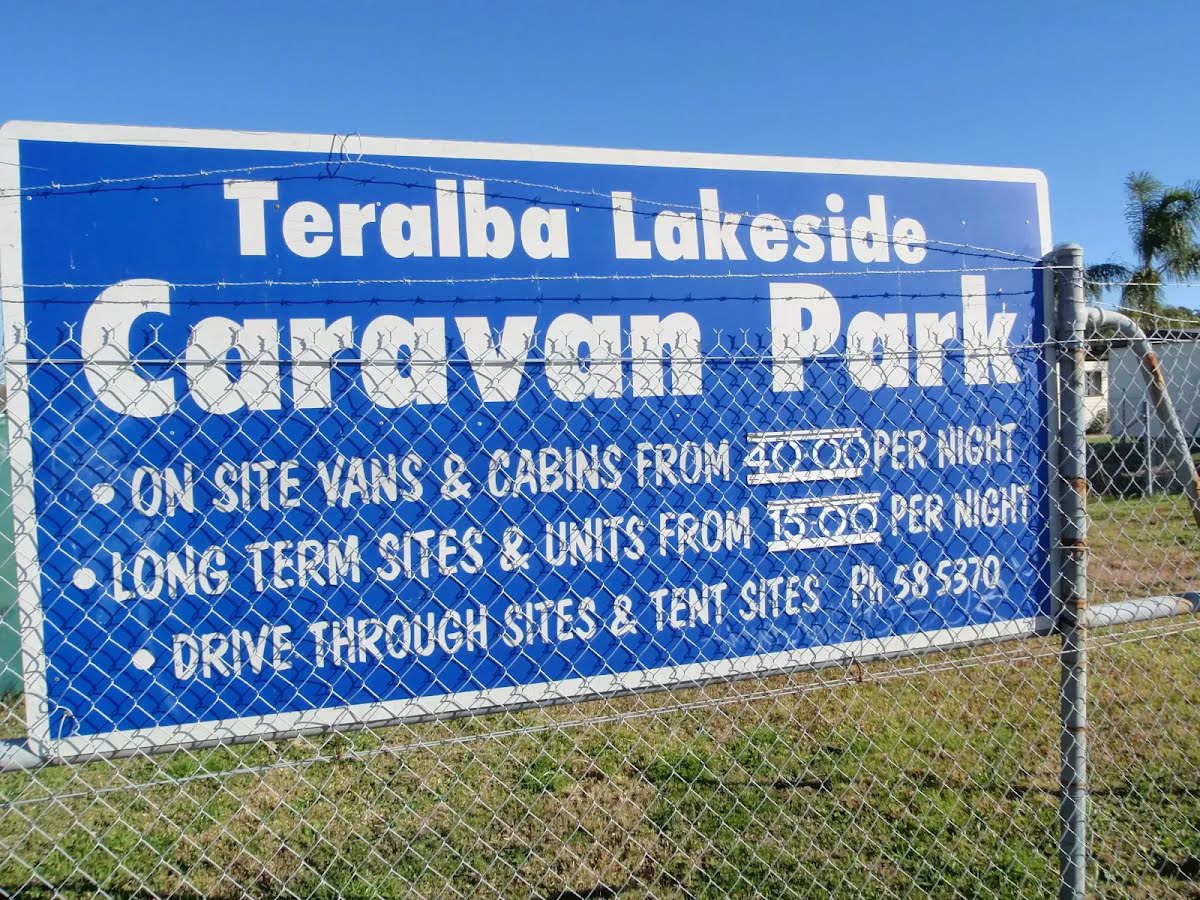 Teralba Lakeside
Caravan Park
• ON SITE VANS & CABINS FROM 40.00 PER NIGHT
• LONG TERM SITES & UNITS FROM 15.00 PER NIGHT
• DRIVE THROUGH SITES & TENT SITES Ph 58 5370